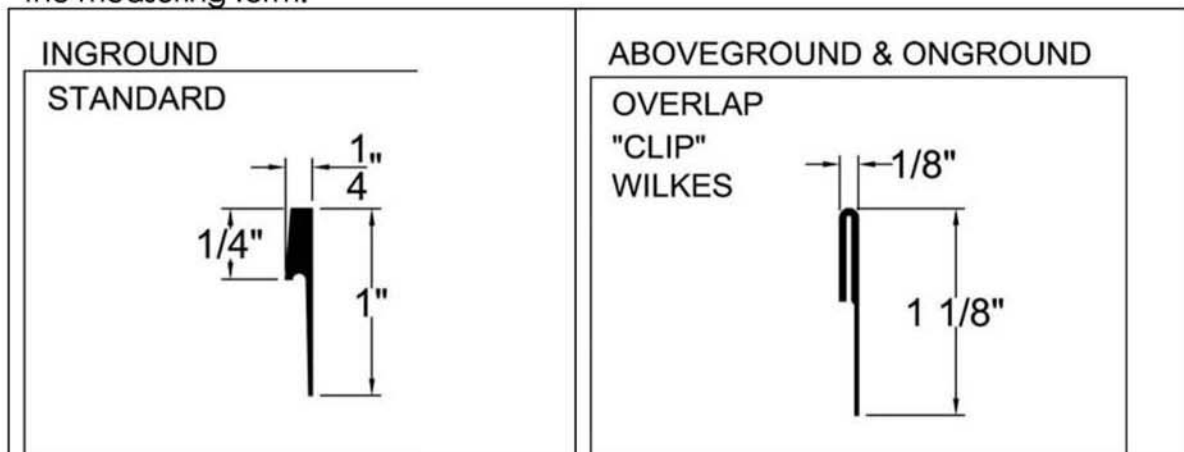 INGROUND
STANDARD
1"
4
1/4"
1"
ABOVEGROUND & ONGROUND
OVERLAP
"CLIP"
WILKES
1/8"
1 1/8"